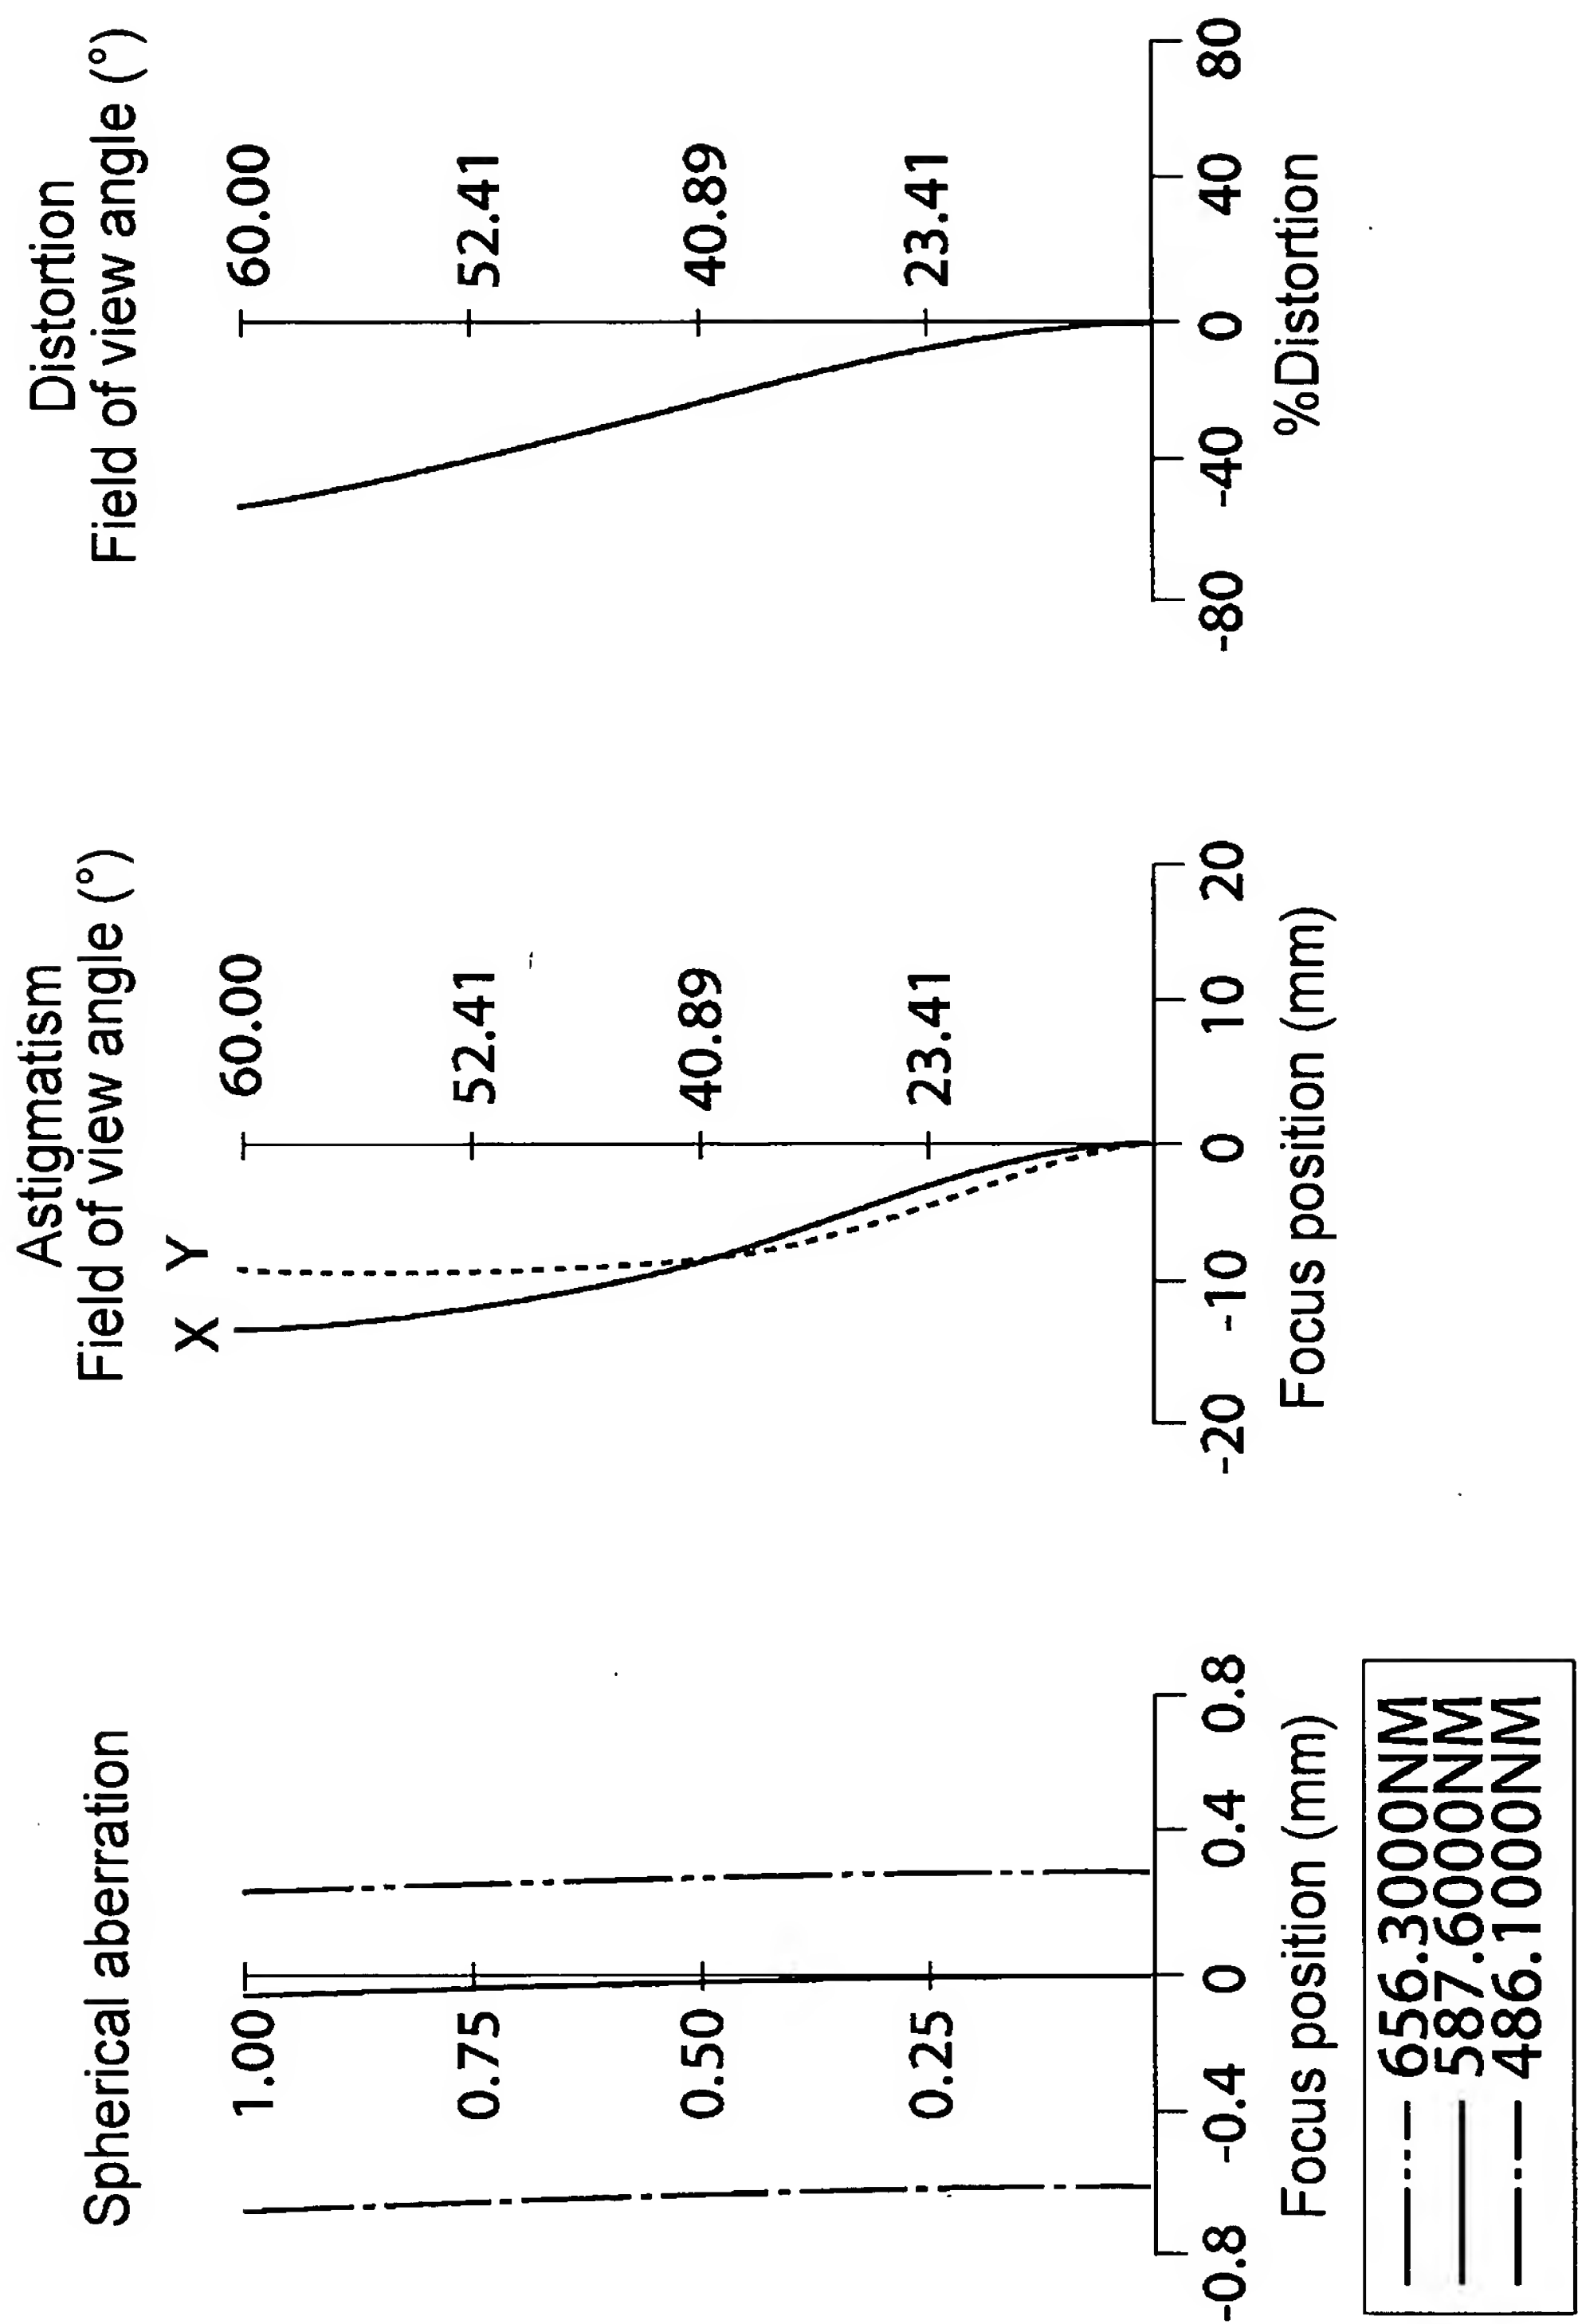 Spherical aberration
1.00
0.75
0.50
0.25
-0.8 -0.4 0 0.4 0.8
Focus position (mm)
656.3000NM
587.6000NM
486.1000NM
Astigmatism
Field of view angle (°)
X Y
60.00
52.41
40.89
23.41
-20 -10 0 10 20
Focus position (mm)
Distortion
Field of view angle (°)
60.00
52.41
40.89
23.41
-80 -40 0 40 80
%Distortion